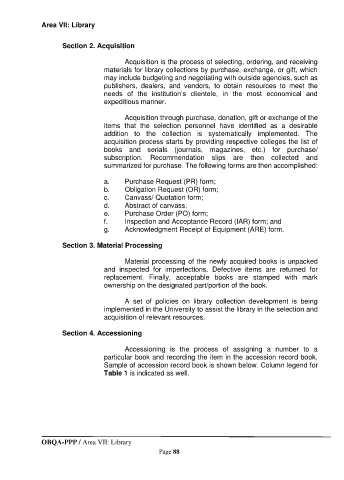 Area VII: Library
Section 2. Acquisition
Acquisition is the process of selecting, ordering, and receiving
materials for library collections by purchase, exchange, or gift, which
may include budgeting and negotiating with outside agencies, such as
publishers, dealers, and vendors, to obtain resources to meet the
needs of the institution's clientele, in the most economical and
expeditious manner.
Acquisition through purchase, donation, gift or exchange of the
items that the selection personnel have identified as a desirable
addition to the collection is systematically implemented. The
acquisition process starts by providing respective colleges the list of
books and serials (journals, magazines, etc.) for purchase/
subscription. Recommendation slips are then collected and
summarized for purchase. The following forms are then accomplished:
a. Purchase Request (PR) form;
b. Obligation Request (OR) form;
c. Canvass/ Quotation form;
d. Abstract of canvass;
e. Purchase Order (PO) form;
f. Inspection and Acceptance Record (IAR) form; and
g. Acknowledgment Receipt of Equipment (ARE) form.
Section 3. Material Processing
Material processing of the newly acquired books is unpacked
and inspected for imperfections. Defective items are returned for
replacement. Finally, acceptable books are stamped with mark
ownership on the designated part/portion of the book.
A set of policies on library collection development is being
implemented in the University to assist the library in the selection and
acquisition of relevant resources.
Section 4. Accessioning
Accessioning is the process of assigning a number to a
particular book and recording the item in the accession record book.
Sample of accession record book is shown below. Column legend for
Table 1 is indicated as well.
OBQA-PPP / Area VII: Library
Page 88